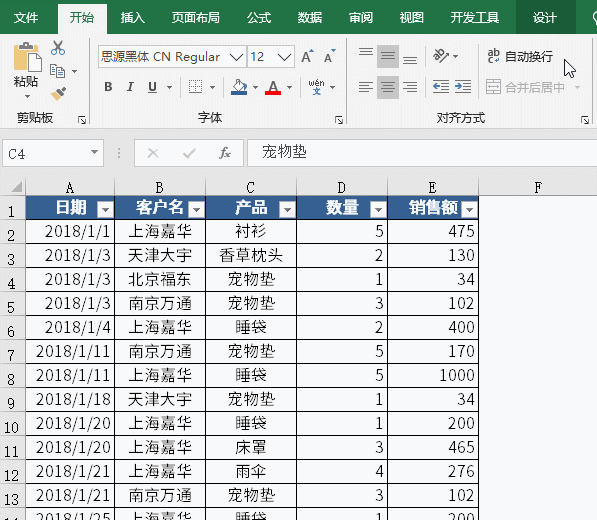 文件 开始 插入 页面布局 公式 数据 审阅 视图 开发工具 设计
思源黑体 CN Regular 12 A A ab 自动换行
粘贴 B I U A wén 文 合并后居中
剪贴板 字体 对齐方式
C4 fx 宠物垫
A B C D E F
1 日期 客户名 产品 数量 销售额
2 2018/1/1 上海嘉华 衬衫 5 475
3 2018/1/3 天津大宇 香草枕头 2 130
4 2018/1/3 北京福东 宠物垫 1 34
5 2018/1/3 南京万通 宠物垫 3 102
6 2018/1/4 上海嘉华 睡袋 2 400
7 2018/1/11 南京万通 宠物垫 5 170
8 2018/1/11 上海嘉华 睡袋 5 1000
9 2018/1/18 天津大宇 宠物垫 1 34
10 2018/1/20 上海嘉华 睡袋 1 200
11 2018/1/20 上海嘉华 床罩 3 465
12 2018/1/21 上海嘉华 雨伞 4 276
13 2018/1/21 南京万通 宠物垫 3 102
2018/1/25 上海嘉华 睡袋 1 200